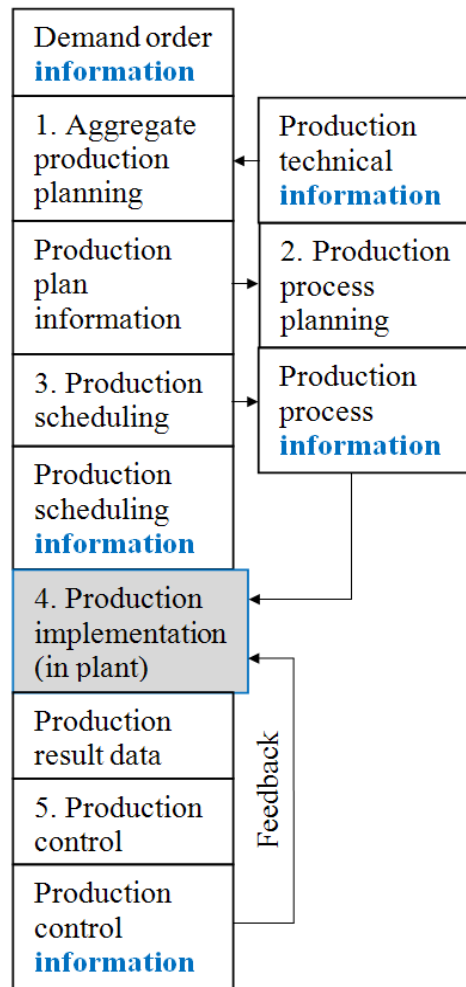 Demand order
information
1. Aggregate
production
planning
Production
technical
information
Production
plan
information
2. Production
process
planning
3. Production
scheduling
Production
process
information
Production
scheduling
information
4. Production
implementation
(in plant)
Production
result data
5. Production
control
Production
control
information
Feedback